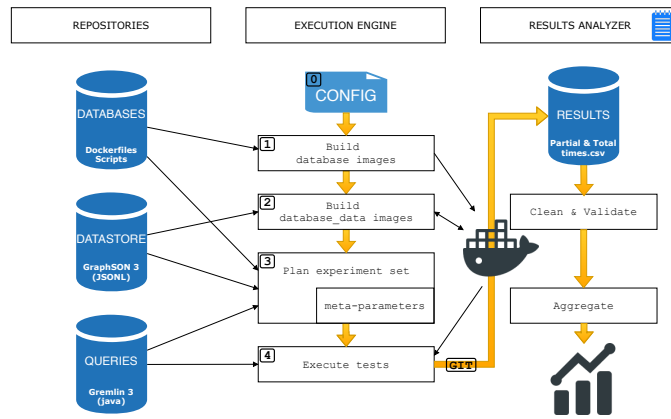 REPOSITORIES
EXECUTION ENGINE
RESULTS ANALYZER
DATABASES
Dockerfiles
Scripts
DATASTORE
GraphSON 3
(JSONL)
QUERIES
Gremlin 3
(java)
0
CONFIG
1
Build
database images
2
Build
database_data images
3
Plan experiment set
meta-parameters
4
Execute tests
GIT
RESULTS
Partial & Total
times.csv
Clean & Validate
Aggregate